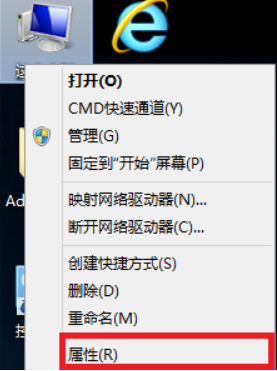 打开(O)
CMD快速通道(Y)
管理(G)
固定到"开始"屏幕(P)
映射网络驱动器(N)...
断开网络驱动器(C)...
创建快捷方式(S)
删除(D)
重命名(M)
属性(R)
Ad